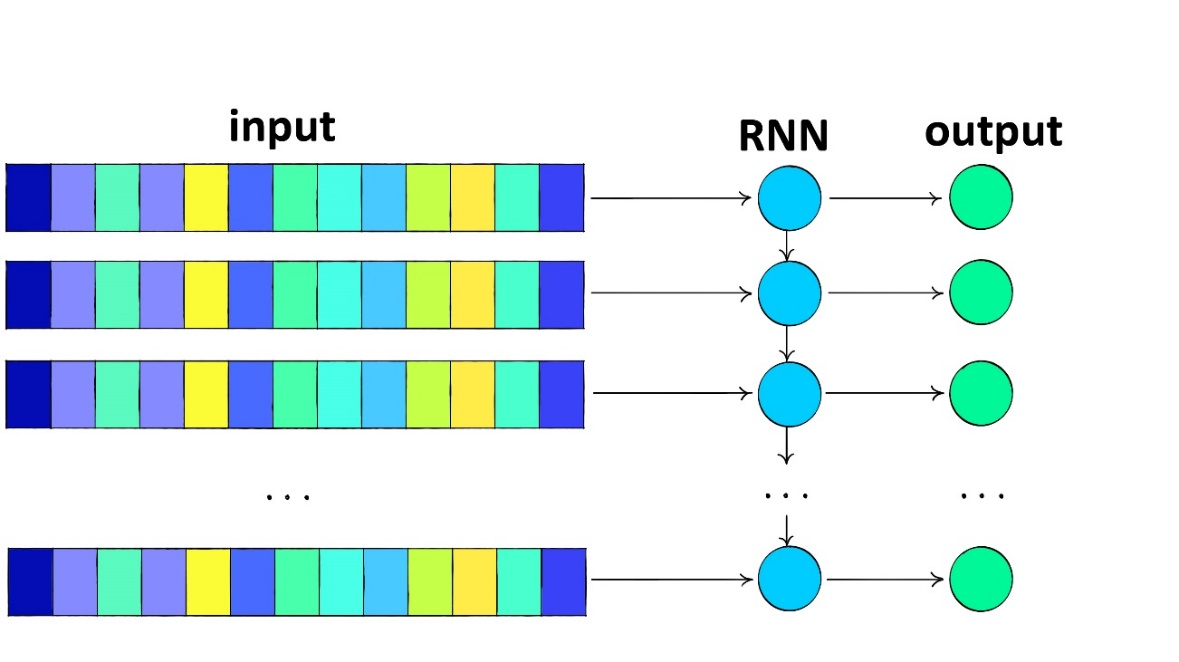 input
RNN
output
. . .
. . .
. . .